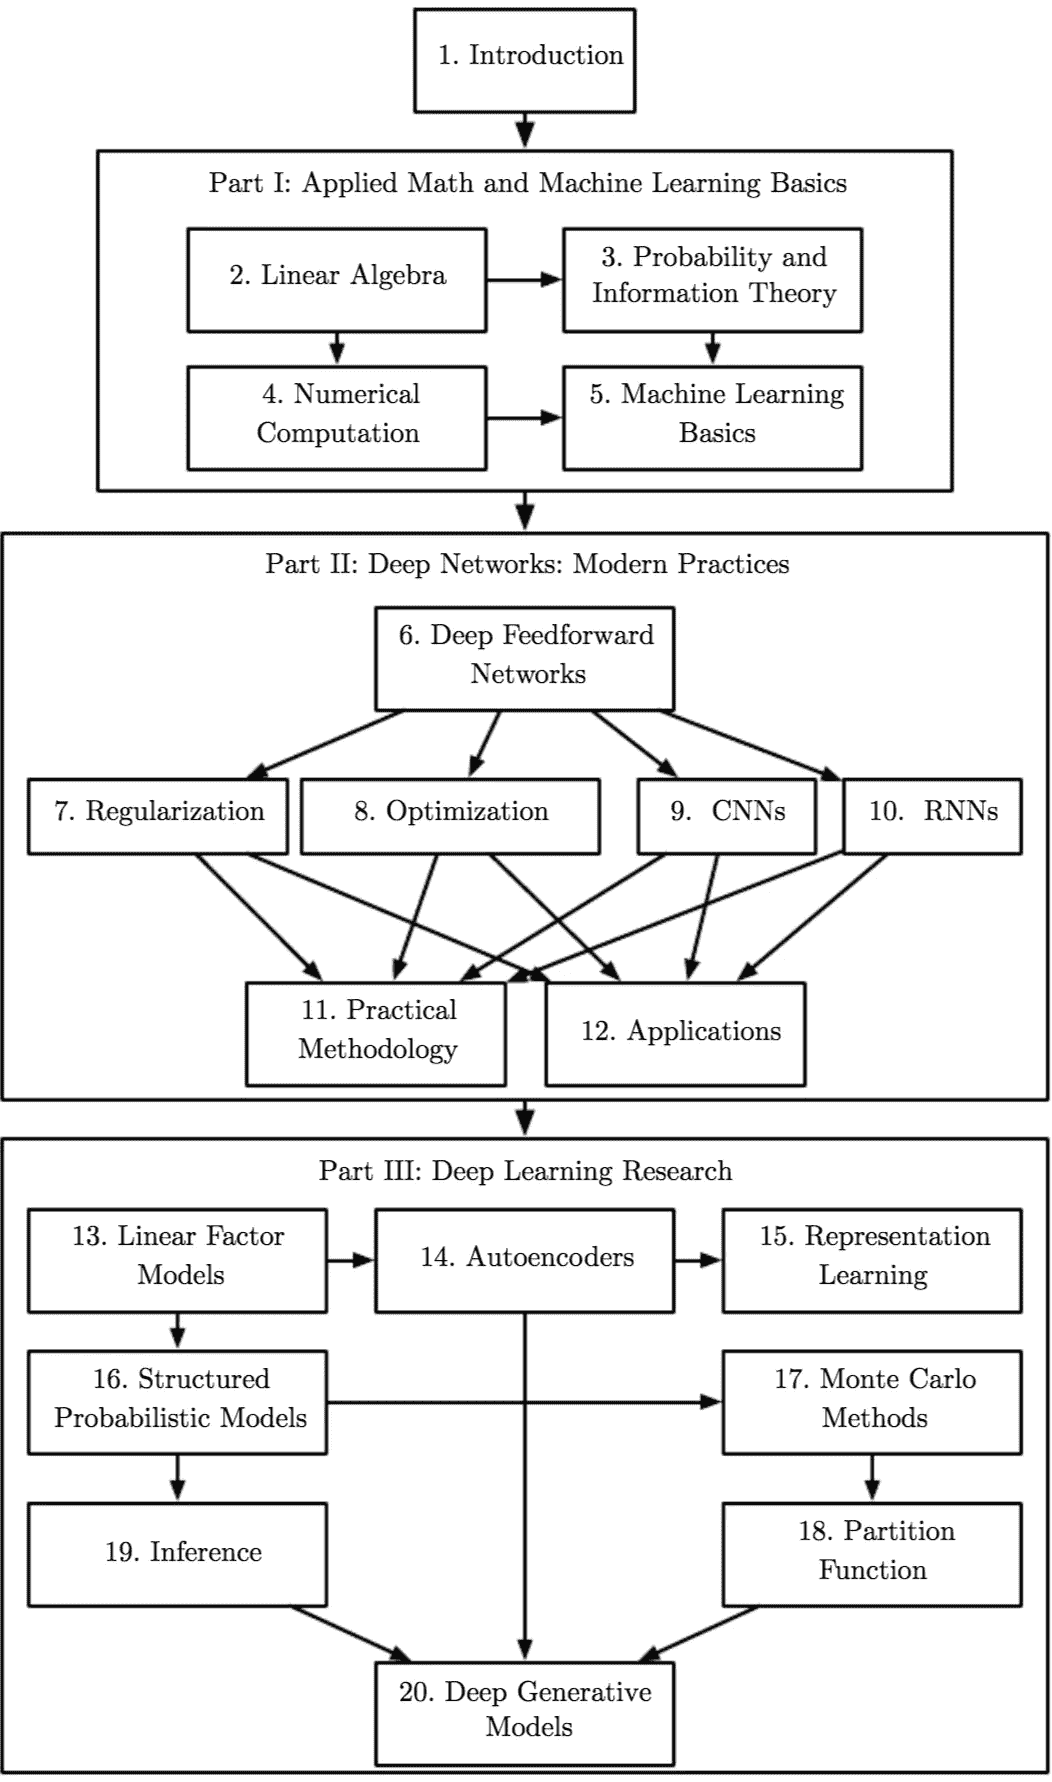 1. Introduction
Part I: Applied Math and Machine Learning Basics
2. Linear Algebra
3. Probability and
Information Theory
4. Numerical
Computation
5. Machine Learning
Basics
Part II: Deep Networks: Modern Practices
6. Deep Feedforward
Networks
7. Regularization
8. Optimization
9. CNNs
10. RNNs
11. Practical
Methodology
12. Applications
Part III: Deep Learning Research
13. Linear Factor
Models
14. Autoencoders
15. Representation
Learning
16. Structured
Probabilistic Models
17. Monte Carlo
Methods
19. Inference
18. Partition
Function
20. Deep Generative
Models